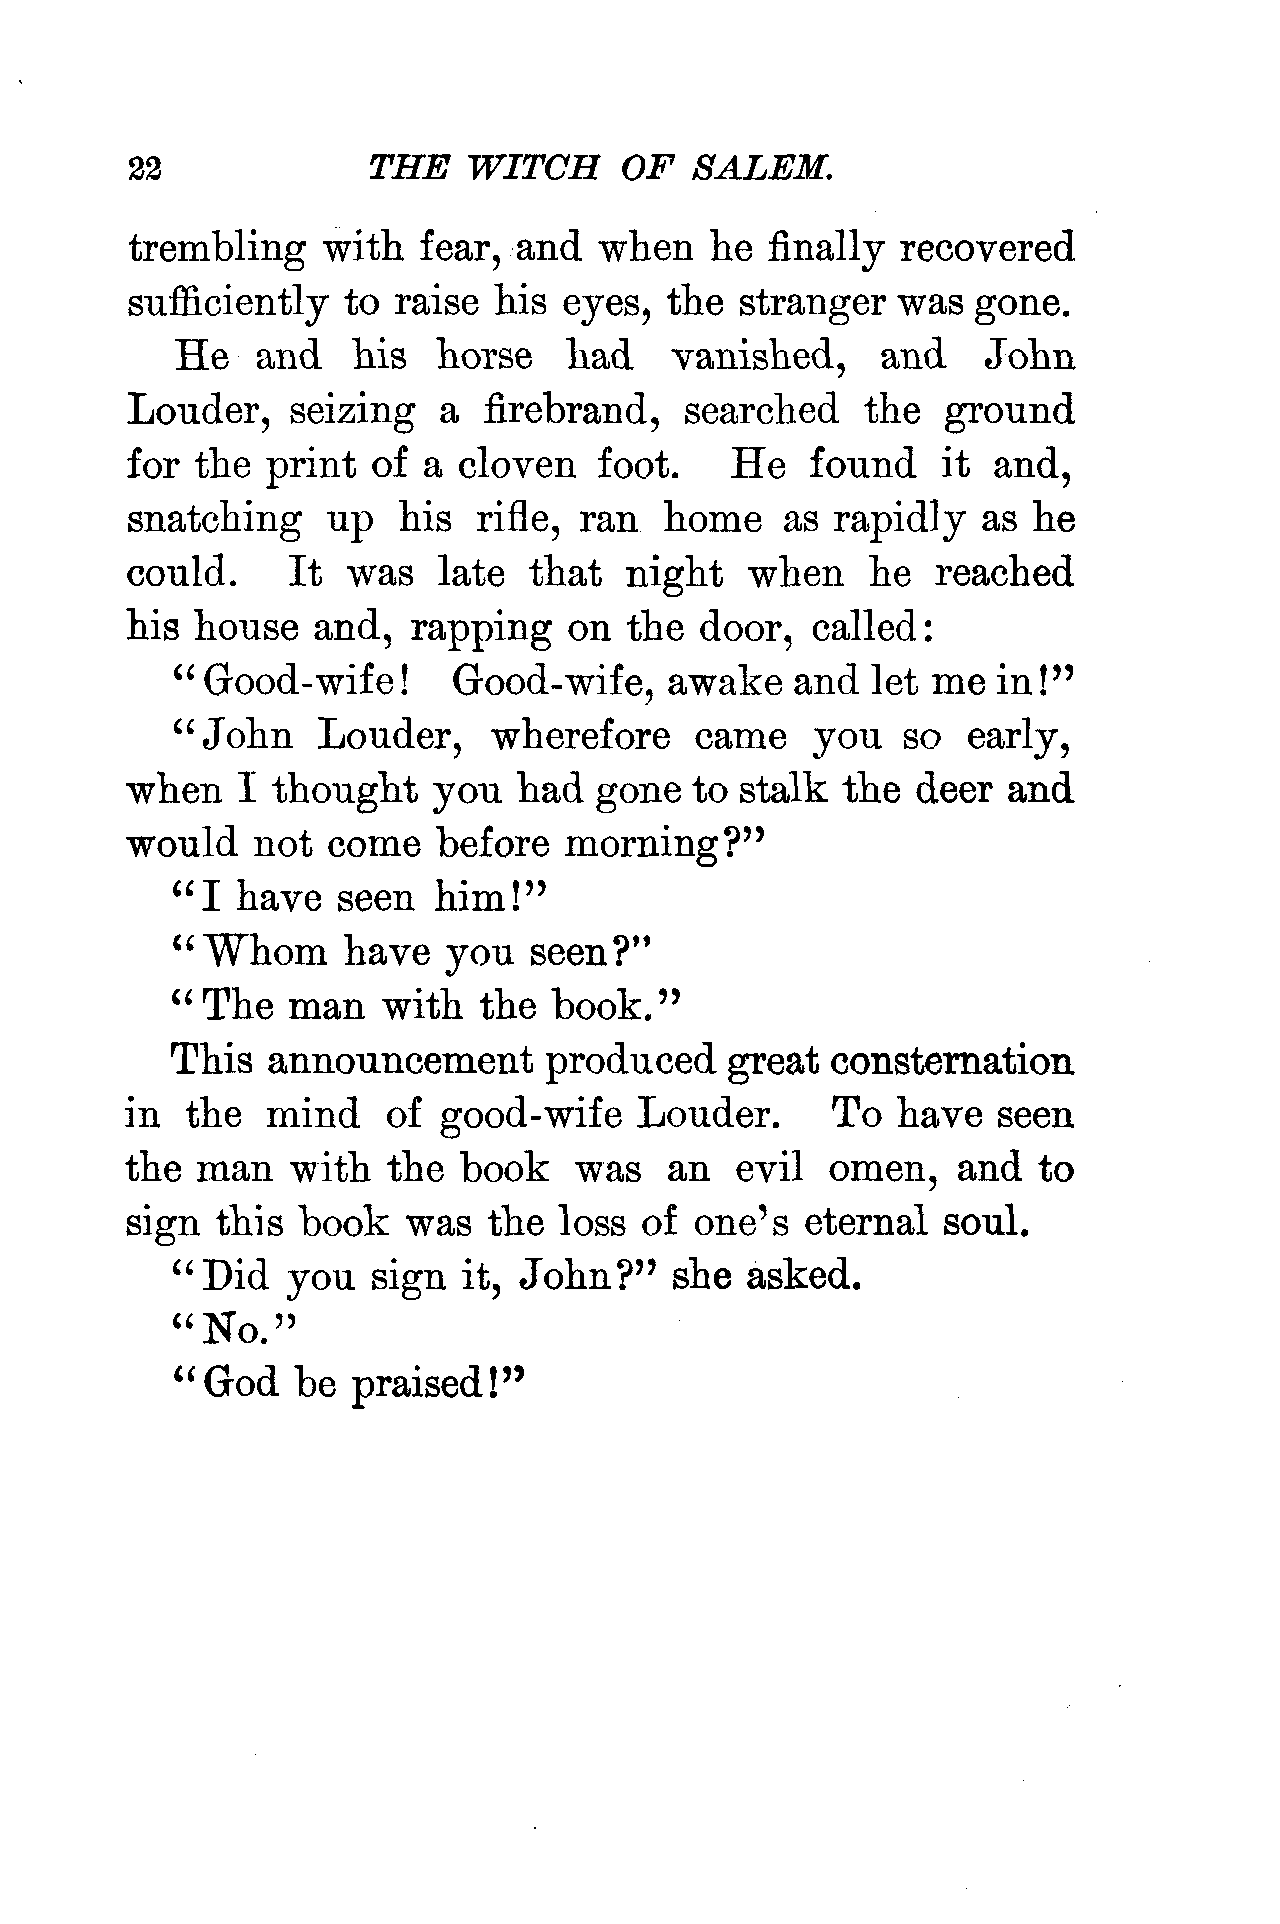 22 THE WITCH OF SALEM.
trembling with fear, and when he finally recovered
sufficiently to raise his eyes, the stranger was gone.
He and his horse had vanished, and John
Louder, seizing a firebrand, searched the ground
for the print of a cloven foot. He found it and,
snatching up his rifle, ran home as rapidly as he
could. It was late that night when he reached
his house and, rapping on the door, called:
“Good-wife! Good-wife, awake and let me in!”
“John Louder, wherefore came you so early,
when I thought you had gone to stalk the deer and
would not come before morning?”
“I have seen him!”
“Whom have you seen?”
“The man with the book.”
This announcement produced great consternation
in the mind of good-wife Louder. To have seen
the man with the book was an evil omen, and to
sign this book was the loss of one’s eternal soul.
“Did you sign it, John?” she asked.
“No.”
“God be praised!”